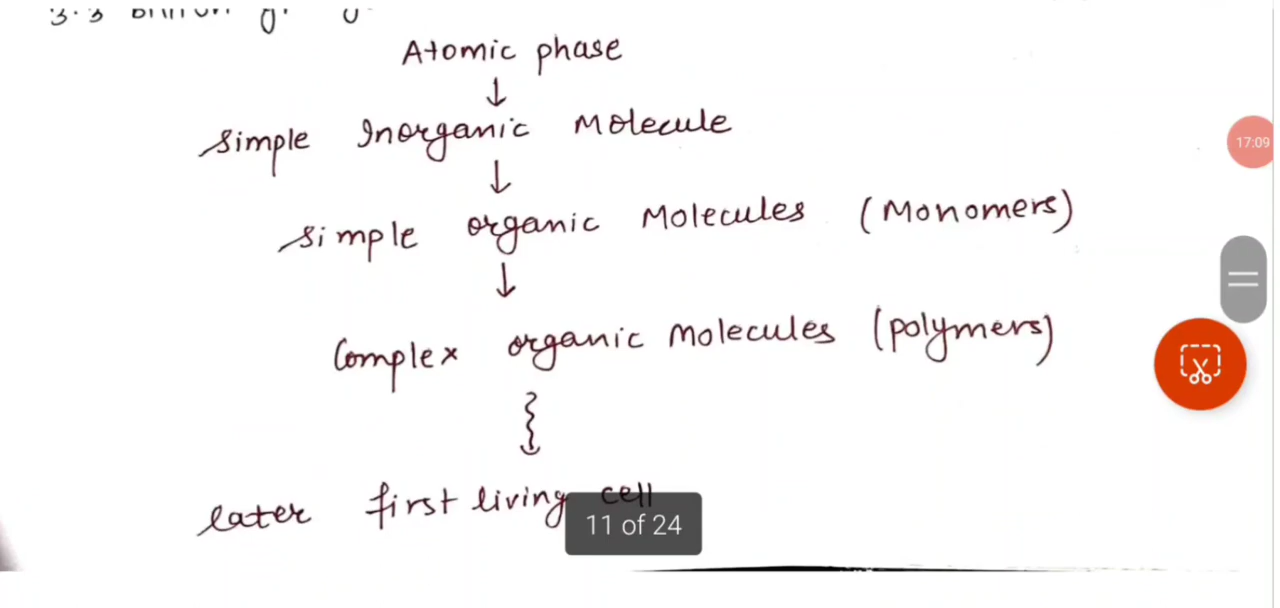 Atomic phase
↓
Simple Inorganic Molecule
↓
17:09
Simple organic Molecules (Monomers)
↓
Complex organic Molecules (polymers)
later first living cell
11 of 24